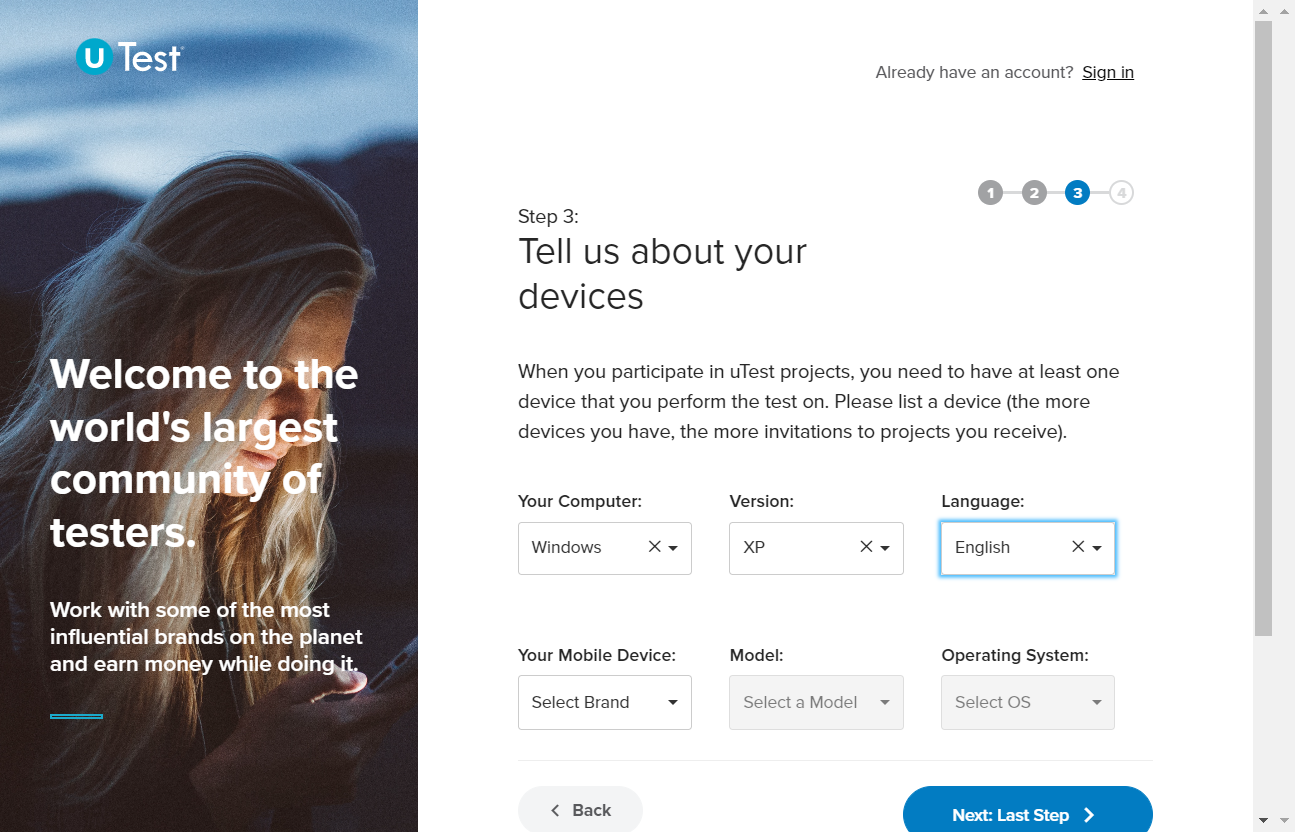 uTest
Already have an account? Sign in
1 2 3 4
Step 3:
Tell us about your
devices
Welcome to the
world's largest
community of
testers.
Work with some of the most
influential brands on the planet
and earn money while doing it.
When you participate in uTest projects, you need to have at least one
device that you perform the test on. Please list a device (the more
devices you have, the more invitations to projects you receive).
Your Computer: Version: Language:
Windows XP English
Your Mobile Device: Model: Operating System:
Select Brand Select a Model Select OS
Back Next: Last Step